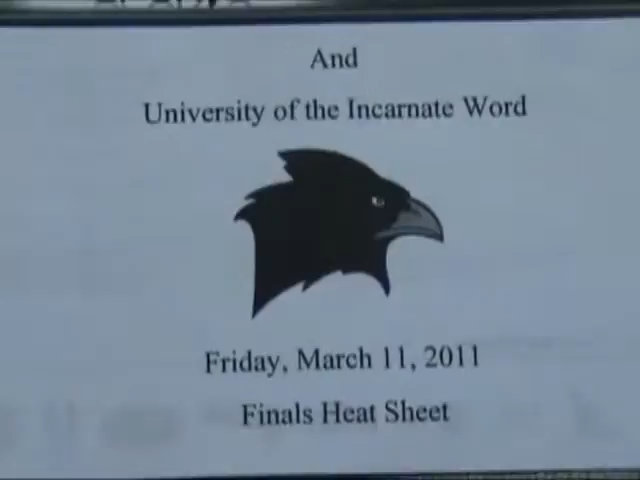 And
University of the Incarnate Word
Friday, March 11, 2011
Finals Heat Sheet